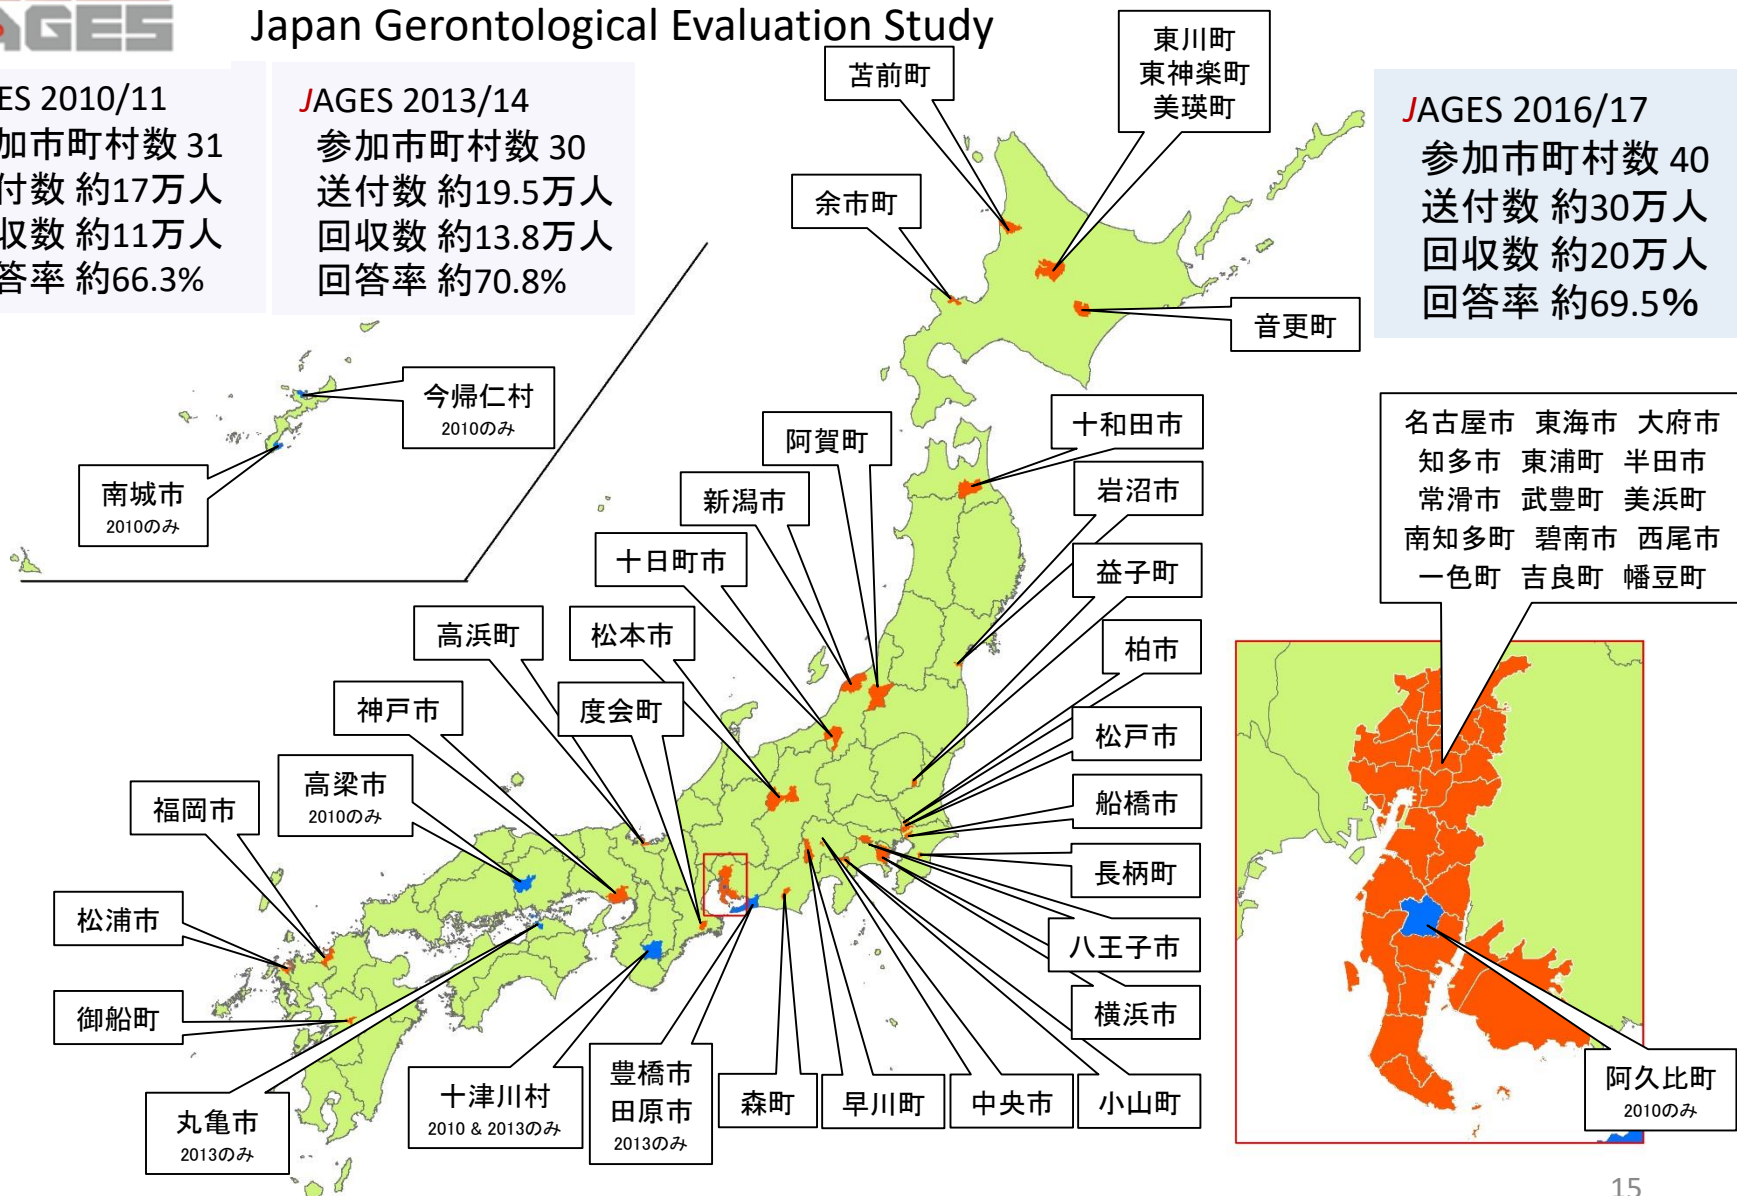 AGES
Japan Gerontological Evaluation Study
ES 2010/11
加市町村数 31
付数 約17万人
収数 約11万人
答率 約66.3%
JAGES 2013/14
参加市町村数 30
送付数 約19.5万人
回収数 約13.8万人
回答率 約70.8%
JAGES 2016/17
参加市町村数 40
送付数 約30万人
回収数 約20万人
回答率 約69.5%
苫前町
東川町
東神楽町
美瑛町
余市町
音更町
今帰仁村
2010のみ
南城市
2010のみ
阿賀町
十和田市
新潟市
岩沼市
十日町市
益子町
高浜町
松本市
柏市
神戸市
度会町
松戸市
高梁市
2010のみ
福岡市
船橋市
長柄町
松浦市
八王子市
御船町
横浜市
丸亀市
2013のみ
十津川村
2010 & 2013のみ
豊橋市
田原市
2013のみ
森町
早川町
中央市
小山町
名古屋市 東海市 大府市
知多市 東浦町 半田市
常滑市 武豊町 美浜町
南知多町 碧南市 西尾市
一色町 吉良町 幡豆町
阿久比町
2010のみ
15